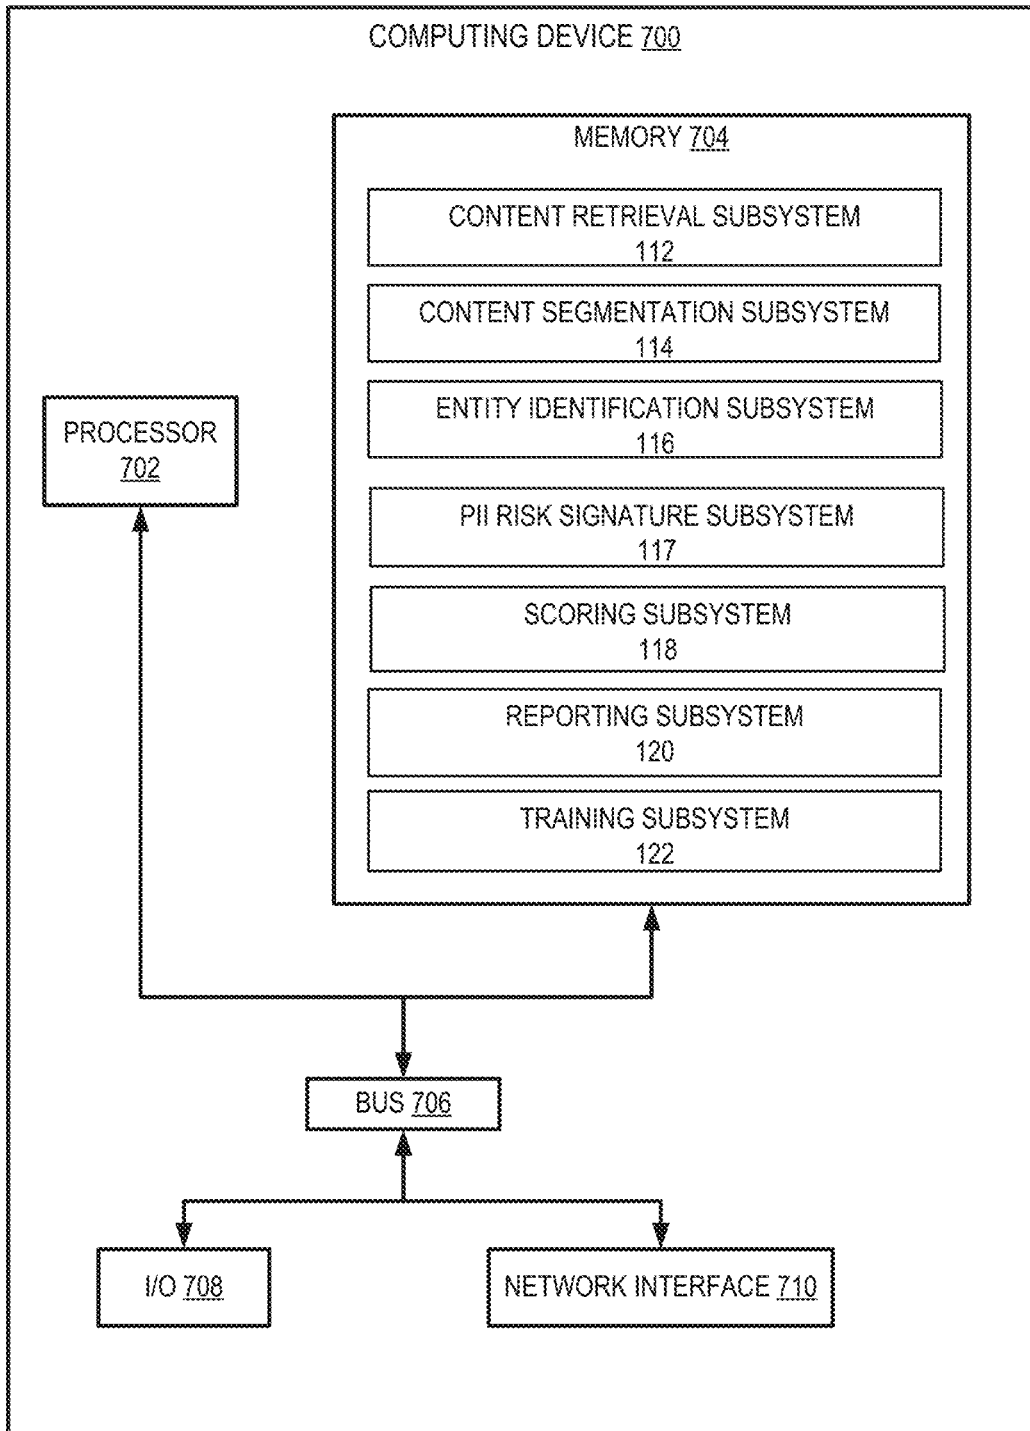 COMPUTING DEVICE 700
MEMORY 704
CONTENT RETRIEVAL SUBSYSTEM
112
CONTENT SEGMENTATION SUBSYSTEM
114
ENTITY IDENTIFICATION SUBSYSTEM
116
PROCESSOR
702
PII RISK SIGNATURE SUBSYSTEM
117
SCORING SUBSYSTEM
118
REPORTING SUBSYSTEM
120
TRAINING SUBSYSTEM
122
BUS 706
I/O 708
NETWORK INTERFACE 710